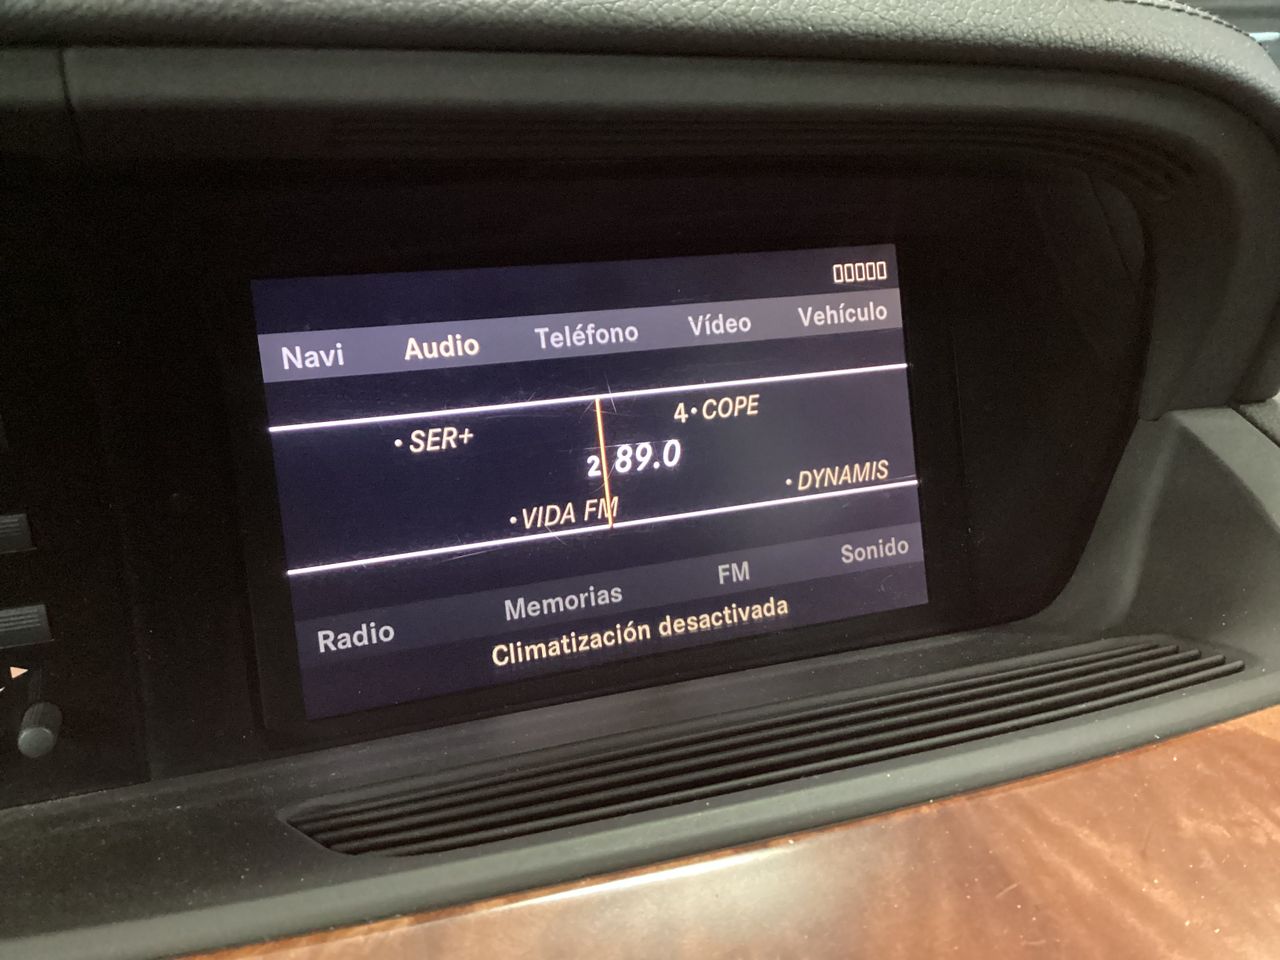 Navi Audio Teléfono Vídeo Vehículo
• SER+
4• COPE
2 89.0
• VIDA FM
• DYNAMIS
Radio Memorias FM Sonido
Climatización desactivada